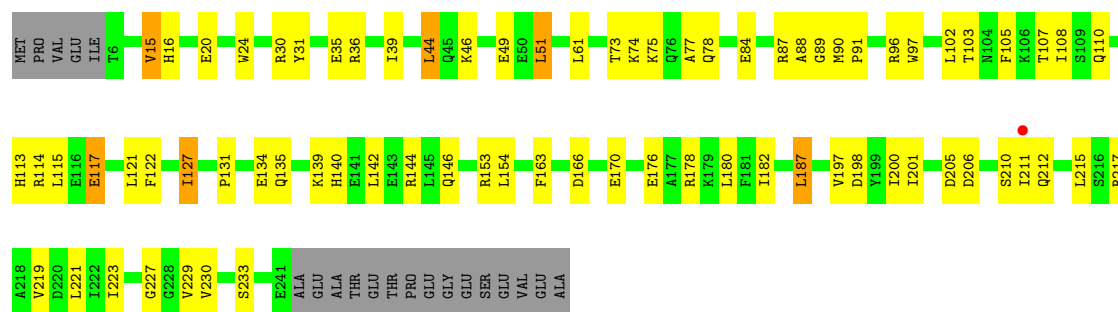 MET PRO VAL GLU ILE T6 V15 H16 E20 W24 R30 Y31 E35 R36 I39 L44 Q45 K46 E49 E50 L51 L61 T73 K74 K75 Q76 A77 Q78 E84 R87 A88 G89 M90 P91 R96 W97 L102 T103 N104 F105 K106 T107 I108 S109 Q110
H113 R114 L115 E116 E117 L121 F122 I127 P131 E134 Q135 K139 H140 E141 L142 E143 R144 L145 Q146 R153 L154 F163 D166 E170 E176 A177 R178 K179 L180 F181 I182 L187 V197 D198 Y199 I200 I201 D205 D206 S210 I211 Q212 L215 S216
A218 V219 D220 L221 I222 I223 G227 G228 V229 V230 S233 E241 ALA GLU ALA THR GLU THR PRO GLU GLY GLU SER GLU VAL GLU ALA